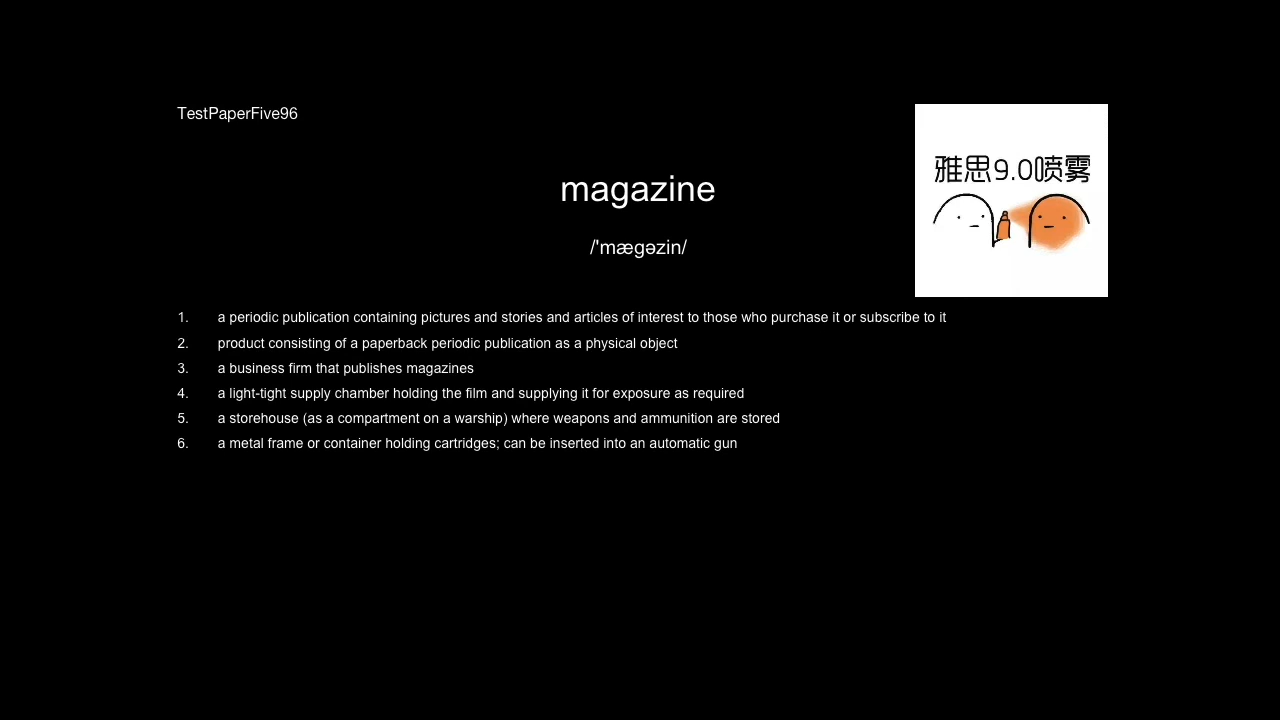 TestPaperFive96
雅思9.0喷雾
magazine
/'mægəzin/
1. a periodic publication containing pictures and stories and articles of interest to those who purchase it or subscribe to it
2. product consisting of a paperback periodic publication as a physical object
3. a business firm that publishes magazines
4. a light-tight supply chamber holding the film and supplying it for exposure as required
5. a storehouse (as a compartment on a warship) where weapons and ammunition are stored
6. a metal frame or container holding cartridges; can be inserted into an automatic gun